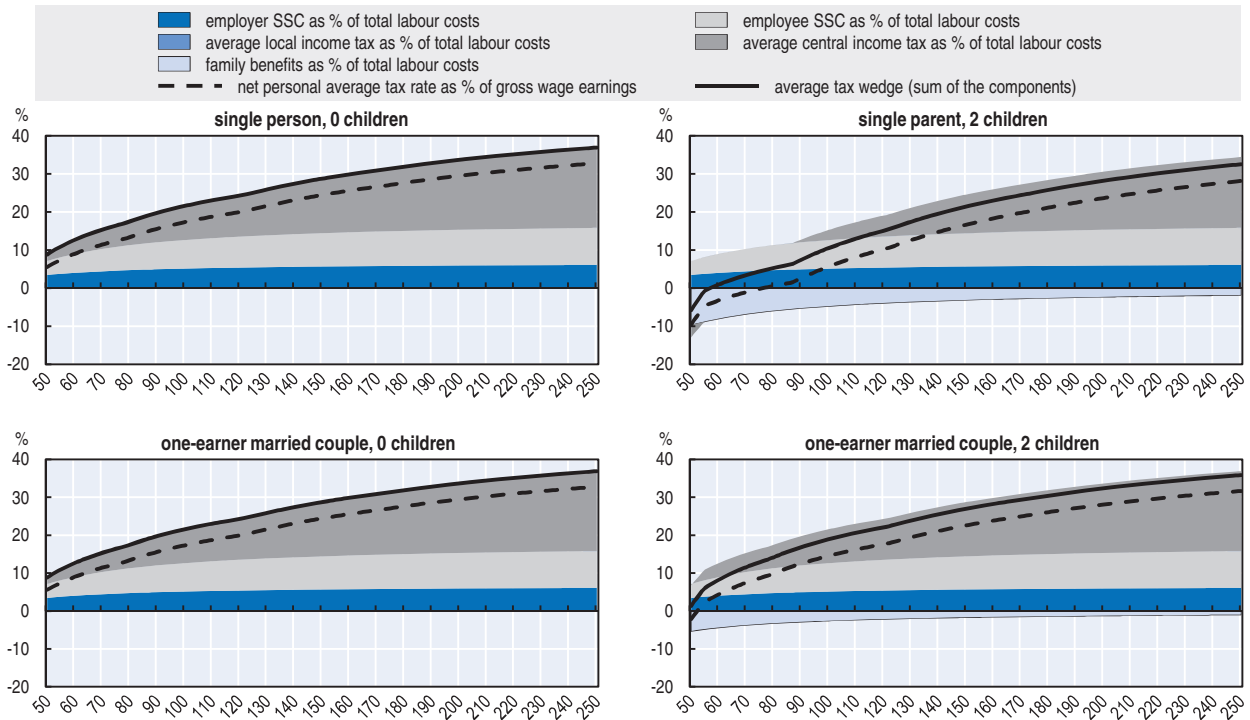 employer SSC as % of total labour costs
employee SSC as % of total labour costs
average local income tax as % of total labour costs
average central income tax as % of total labour costs
family benefits as % of total labour costs
net personal average tax rate as % of gross wage earnings
average tax wedge (sum of the components)
%
single person, 0 children
40
30
20
10
0
-10
-20
50 60 70 80 90 100 110 120 130 140 150 160 170 180 190 200 210 220 230 240 250
%
single parent, 2 children
40
30
20
10
0
-10
-20
50 60 70 80 90 100 110 120 130 140 150 160 170 180 190 200 210 220 230 240 250
%
one-earner married couple, 0 children
40
30
20
10
0
-10
-20
50 60 70 80 90 100 110 120 130 140 150 160 170 180 190 200 210 220 230 240 250
%
one-earner married couple, 2 children
40
30
20
10
0
-10
-20
50 60 70 80 90 100 110 120 130 140 150 160 170 180 190 200 210 220 230 240 250